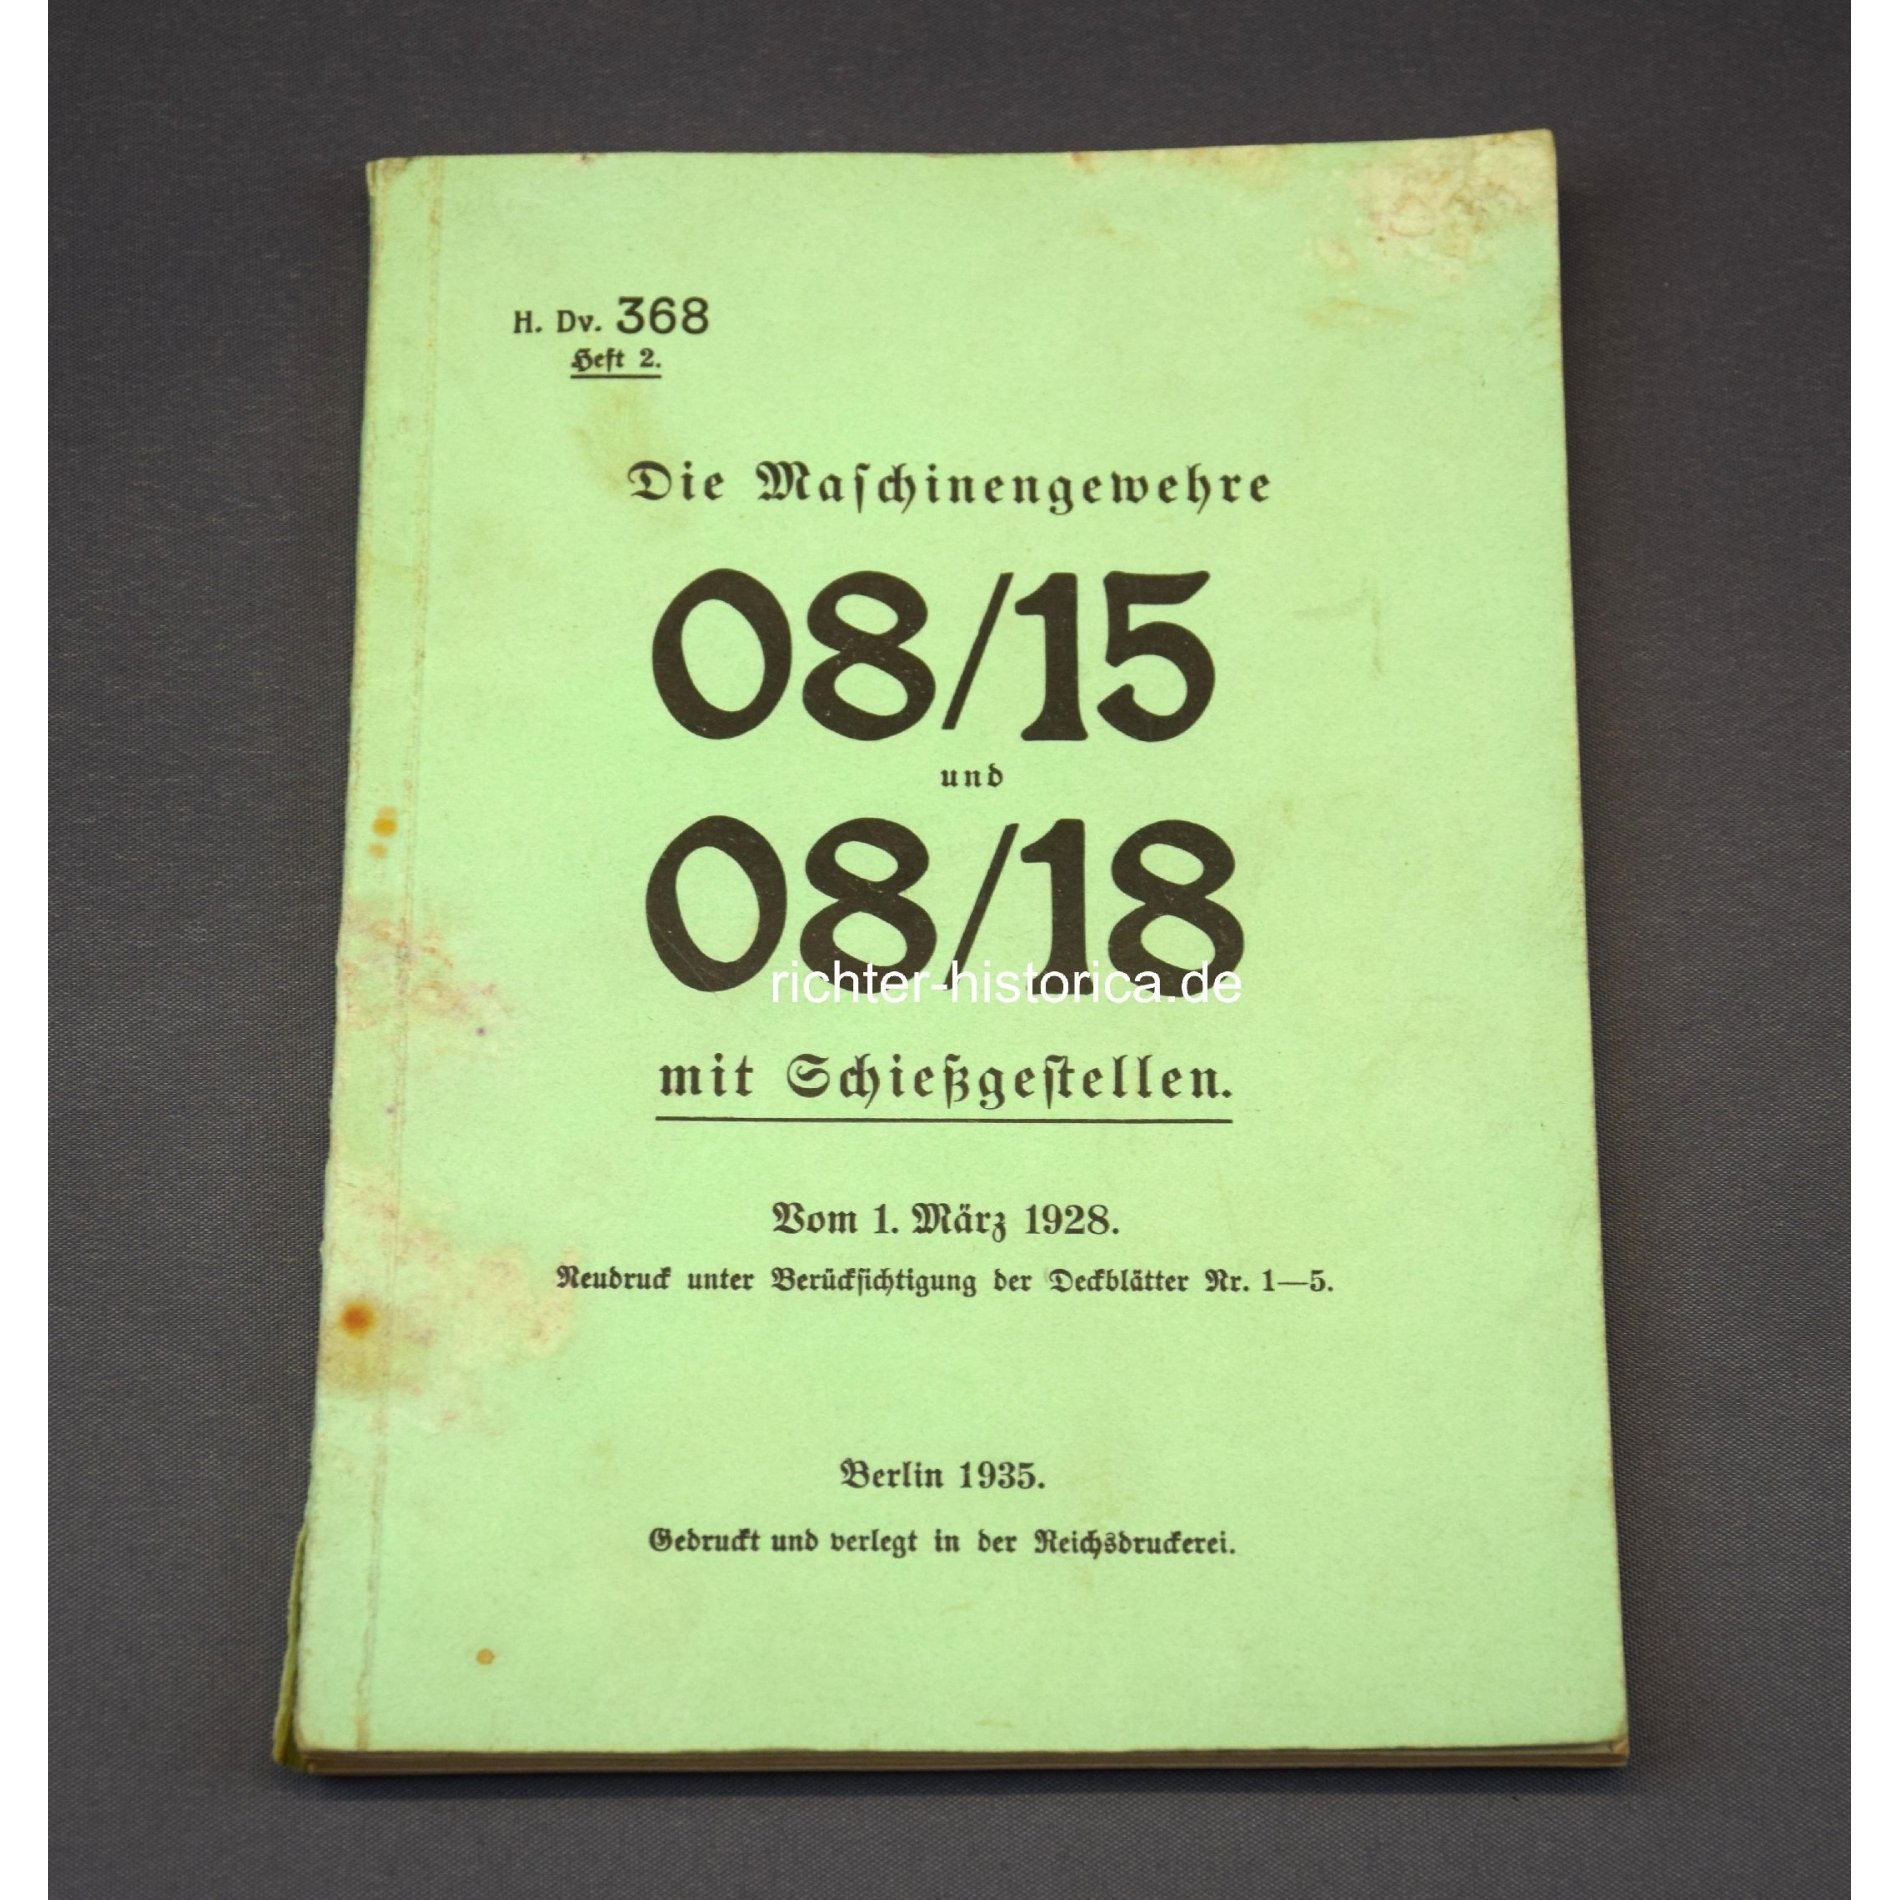 H. Dv. 368
Heft 2.
Die Maschinengewehre
08/15
und
08/18
richter-historica.de
mit Schießgestellen.
Vom 1. März 1928.
Neudruck unter Berücksichtigung der Deckblätter Nr. 1—5.
Berlin 1935.
Gedruckt und verlegt in der Reichsdruckerei.